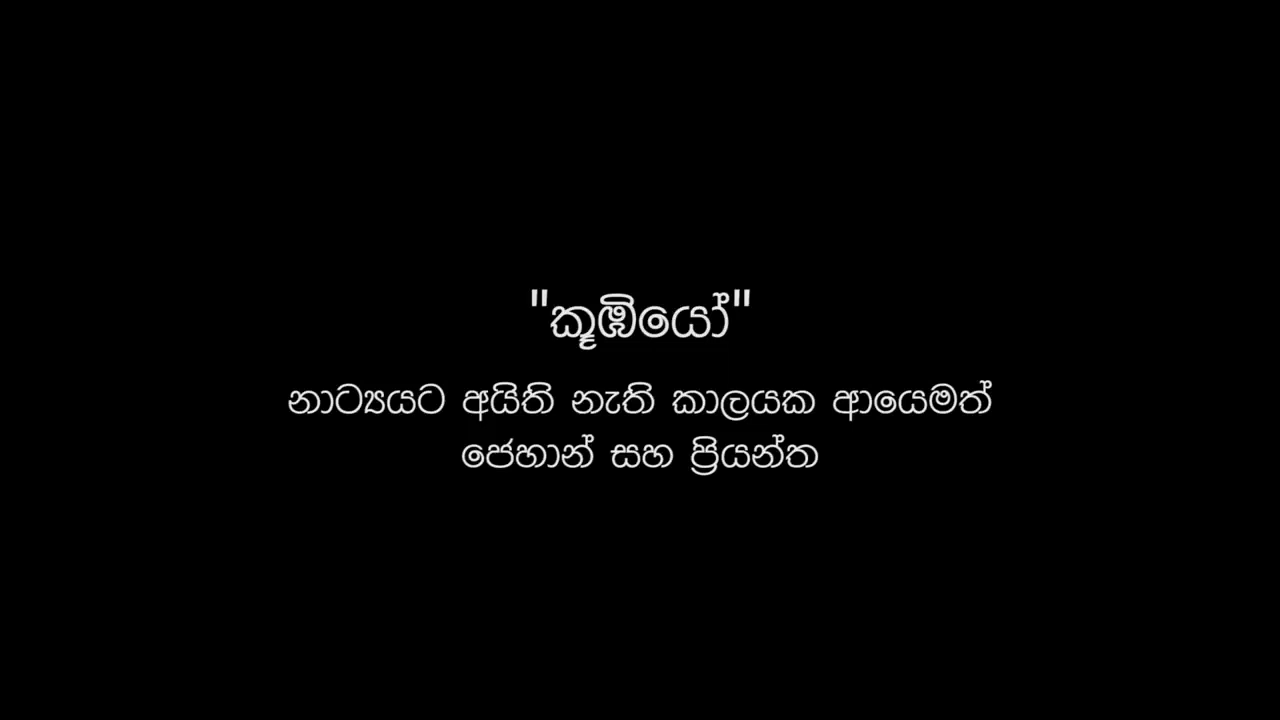 "කූඹියෝ"
නාට්‍යයට අයිති නැති කාලයක ආයෙමත්
ජෙහාන් සහ ප්‍රියන්ත